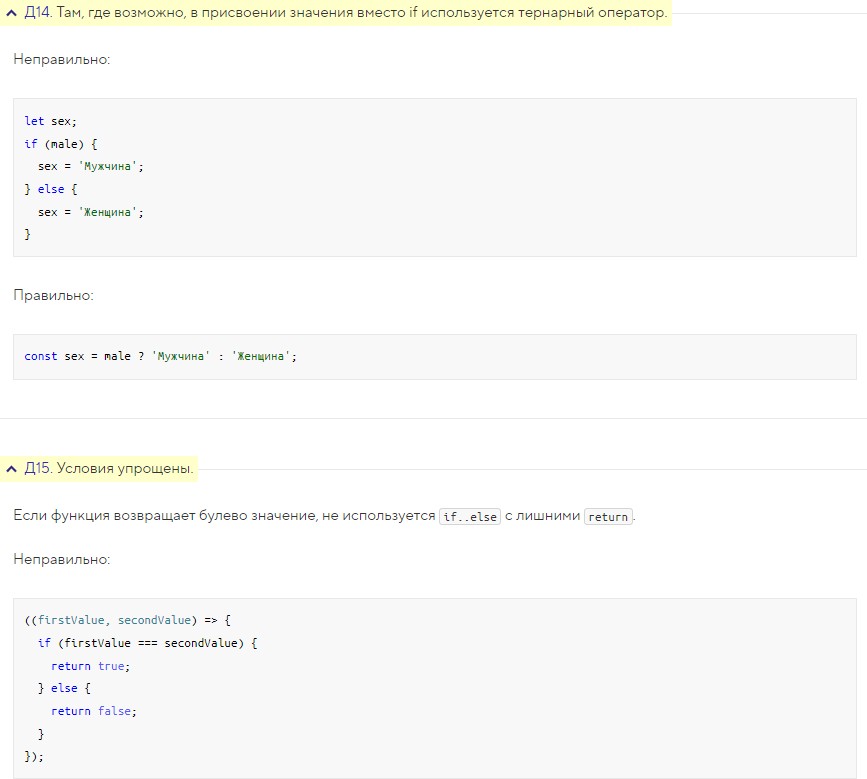 Д14. Там, где возможно, в присвоении значения вместо if используется тернарный оператор.
Неправильно:
let sex;
if (male) {
  sex = 'Мужчина';
} else {
  sex = 'Женщина';
}
Правильно:
const sex = male ? 'Мужчина' : 'Женщина';
Д15. Условия упрощены.
Если функция возвращает булево значение, не используется if..else с лишними return.
Неправильно:
((firstValue, secondValue) => {
  if (firstValue === secondValue) {
    return true;
  } else {
    return false;
  }
});